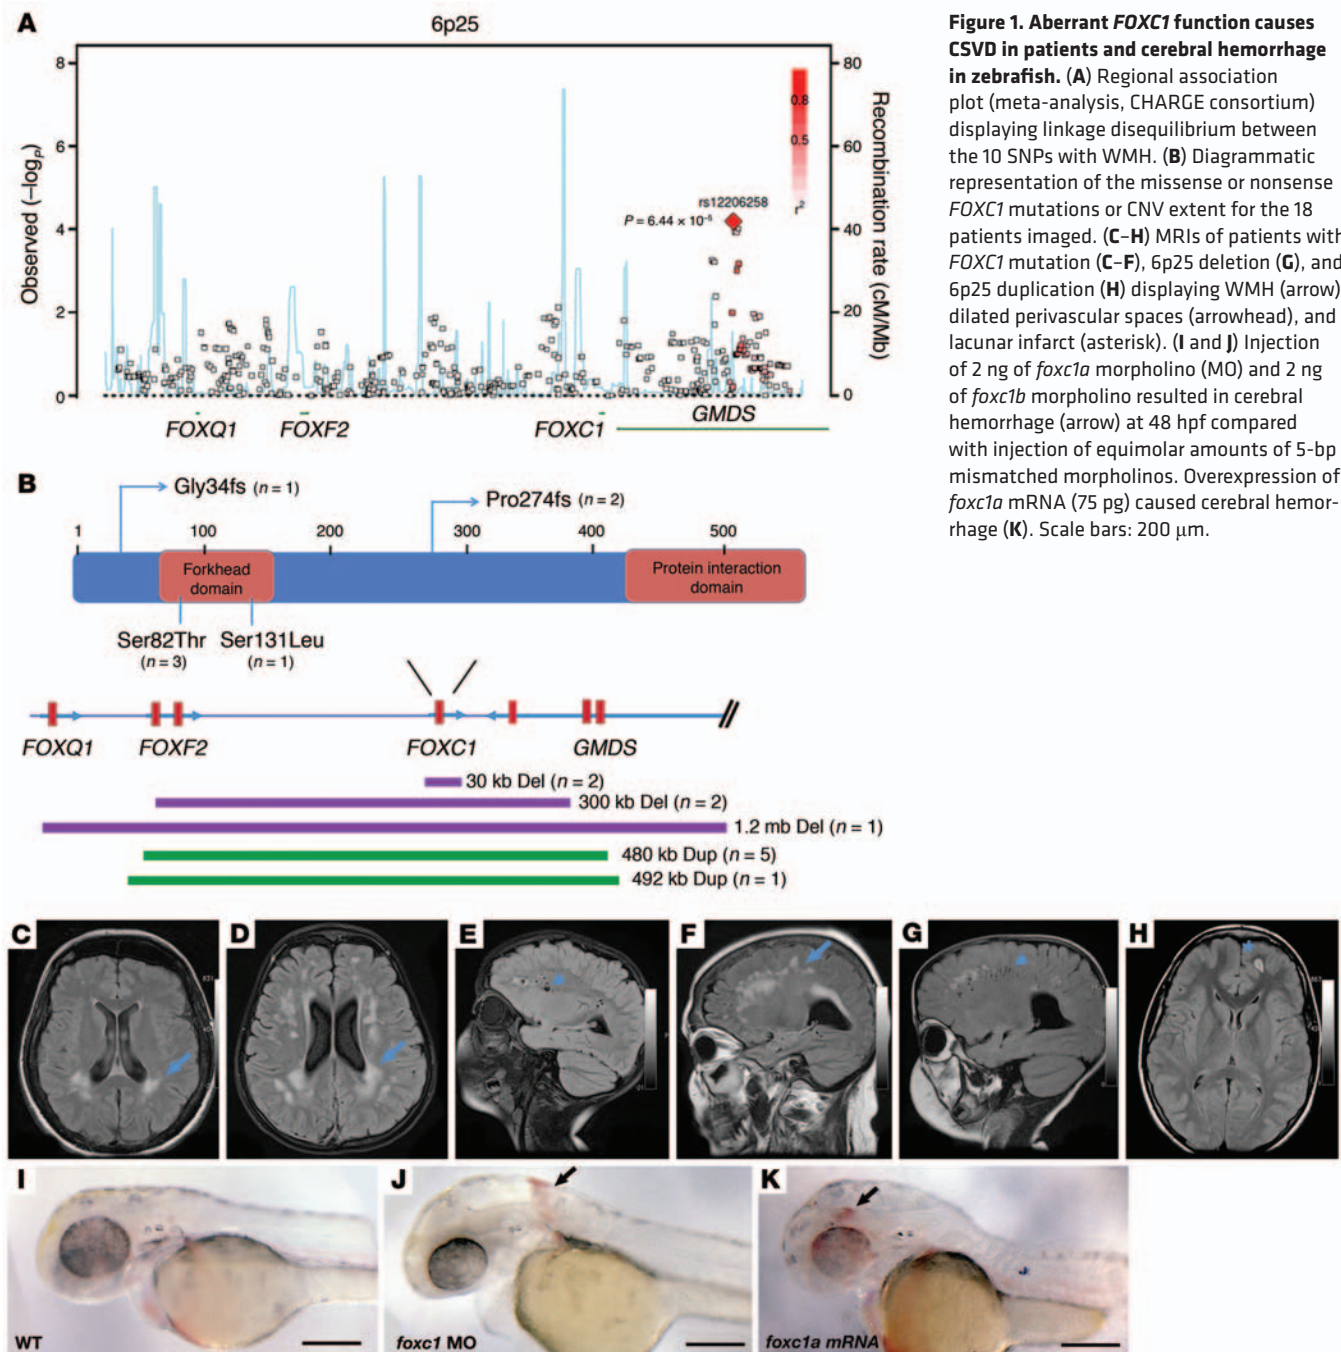 A
6p25
8
6
4
2
0
Observed (–logP)
80
60
40
20
0
Recombination rate (cM/Mb)
0.8
0.5
r2
rs12206258
P = 6.44 × 10–5
FOXQ1
FOXF2
FOXC1
GMDS
Figure 1. Aberrant FOXC1 function causes
CSVD in patients and cerebral hemorrhage
in zebrafish. (A) Regional association
plot (meta-analysis, CHARGE consortium)
displaying linkage disequilibrium between
the 10 SNPs with WMH. (B) Diagrammatic
representation of the missense or nonsense
FOXC1 mutations or CNV extent for the 18
patients imaged. (C–H) MRIs of patients with
FOXC1 mutation (C–F), 6p25 deletion (G), and
6p25 duplication (H) displaying WMH (arrow)
dilated perivascular spaces (arrowhead), and
lacunar infarct (asterisk). (I and J) Injection
of 2 ng of foxc1a morpholino (MO) and 2 ng
of foxc1b morpholino resulted in cerebral
hemorrhage (arrow) at 48 hpf compared
with injection of equimolar amounts of 5-bp
mismatched morpholinos. Overexpression of
foxc1a mRNA (75 pg) caused cerebral hemor-
rhage (K). Scale bars: 200 μm.
B
Gly34fs (n = 1)
Pro274fs (n = 2)
1 100 200 300 400 500
Forkhead
domain
Protein interaction
domain
Ser82Thr
(n = 3)
Ser131Leu
(n = 1)
FOXQ1 FOXF2 FOXC1 GMDS
30 kb Del (n = 2)
300 kb Del (n = 2)
1.2 mb Del (n = 1)
480 kb Dup (n = 5)
492 kb Dup (n = 1)
C
D
E
F
G
H
I
WT
J
foxc1 MO
K
foxc1a mRNA